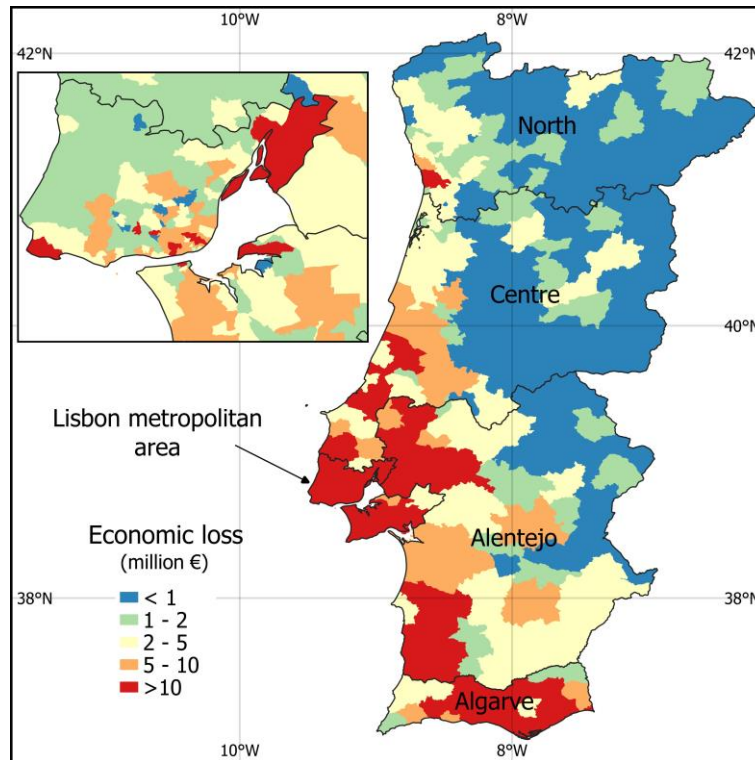 10°W 8°W
42°N 42°N
North
Centre
40°N
Lisbon metropolitan
area
Economic loss
(million €)
< 1
1 - 2
2 - 5
5 - 10
>10
Alentejo
38°N 38°N
Algarve
10°W 8°W